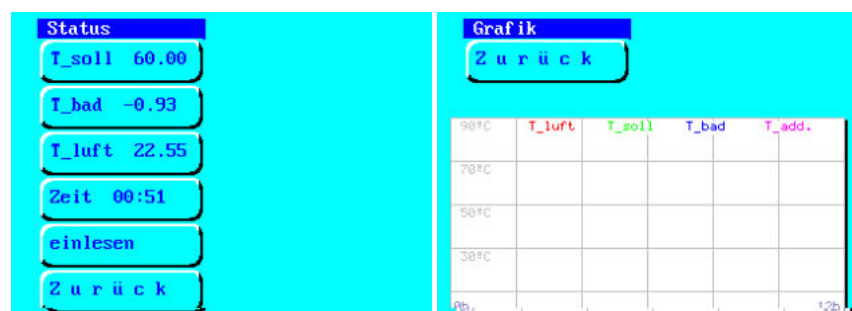 Status
T_soll 60.00
T_bad -0.93
T_luft 22.55
Zeit 00:51
einlesen
Z u r ü c k
Grafik
Z u r ü c k
90°C T_luft T_soll T_bad T_add.
70°C
50°C
30°C
0h. 12h